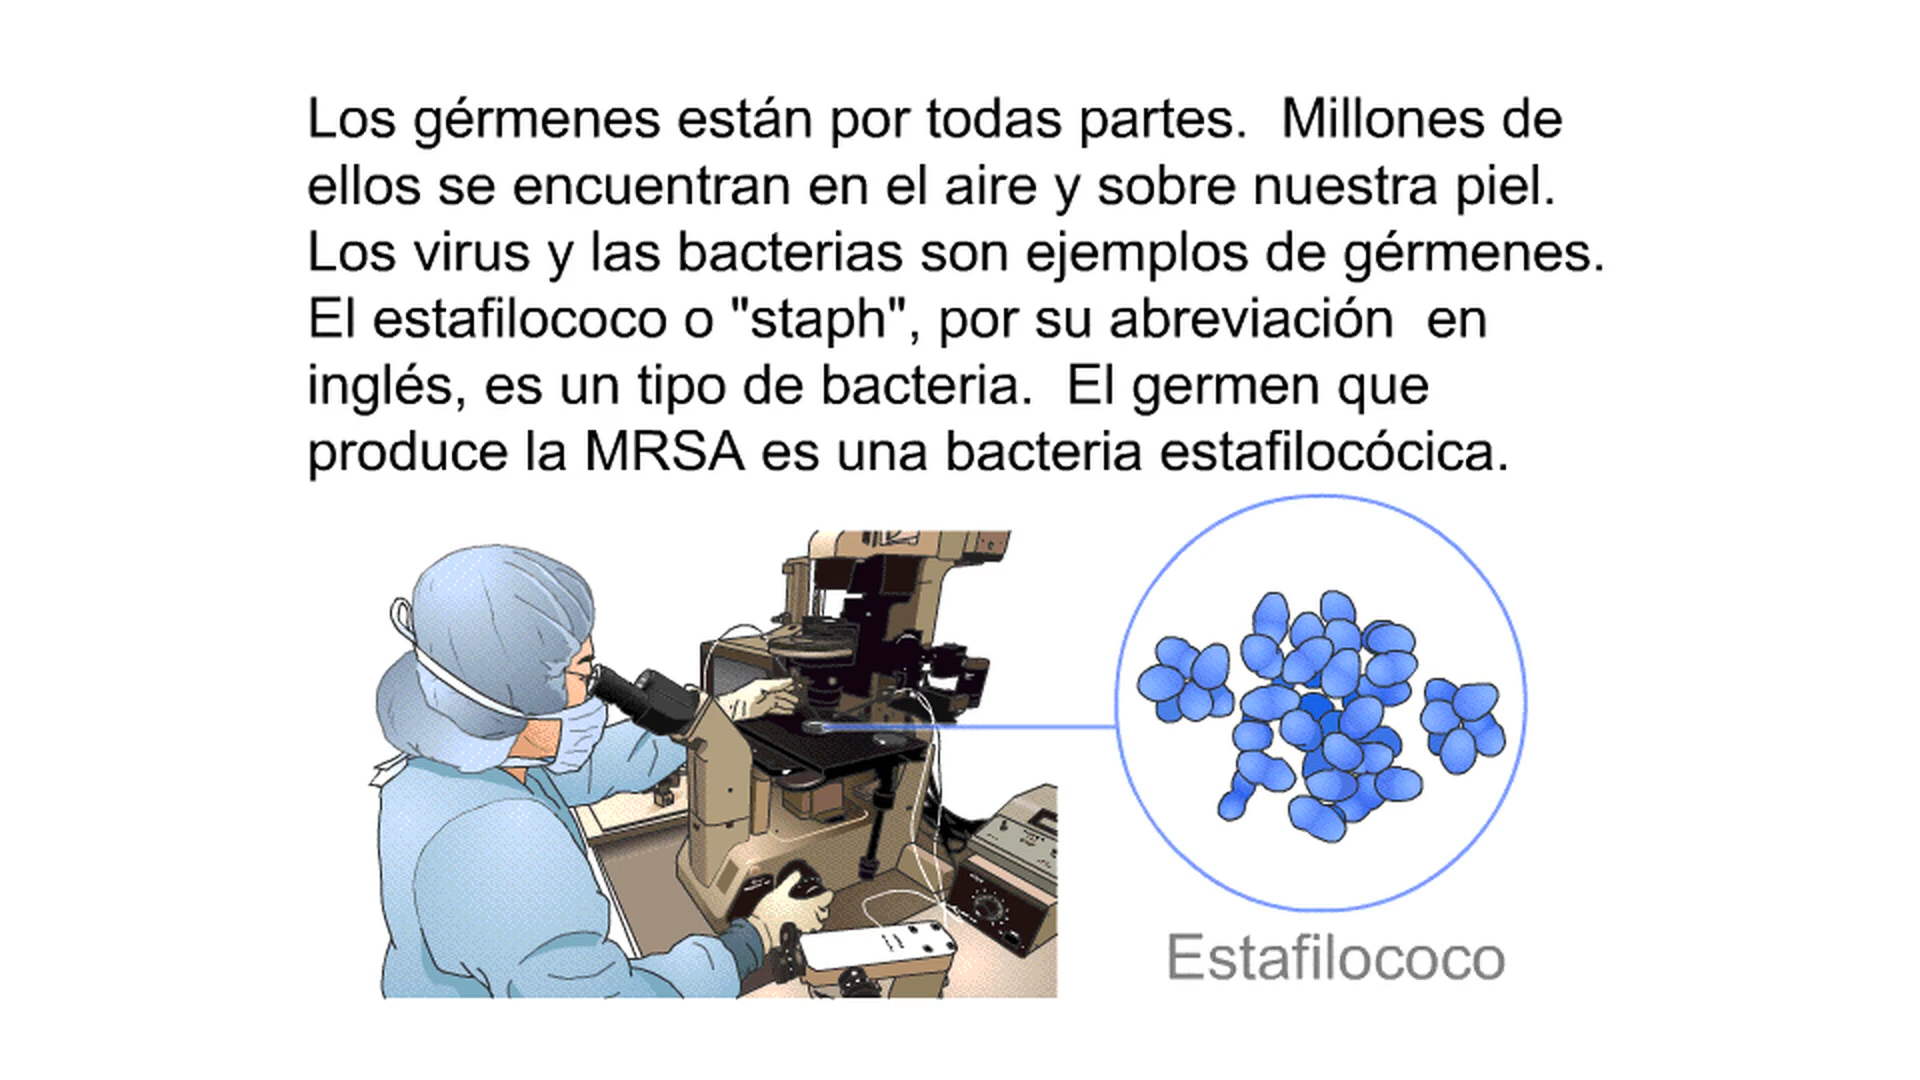 Los gérmenes están por todas partes.  Millones de
ellos se encuentran en el aire y sobre nuestra piel.
Los virus y las bacterias son ejemplos de gérmenes.
El estafilococo o "staph", por su abreviación  en
inglés, es un tipo de bacteria.  El germen que
produce la MRSA es una bacteria estafilocócica.
Estafilococo